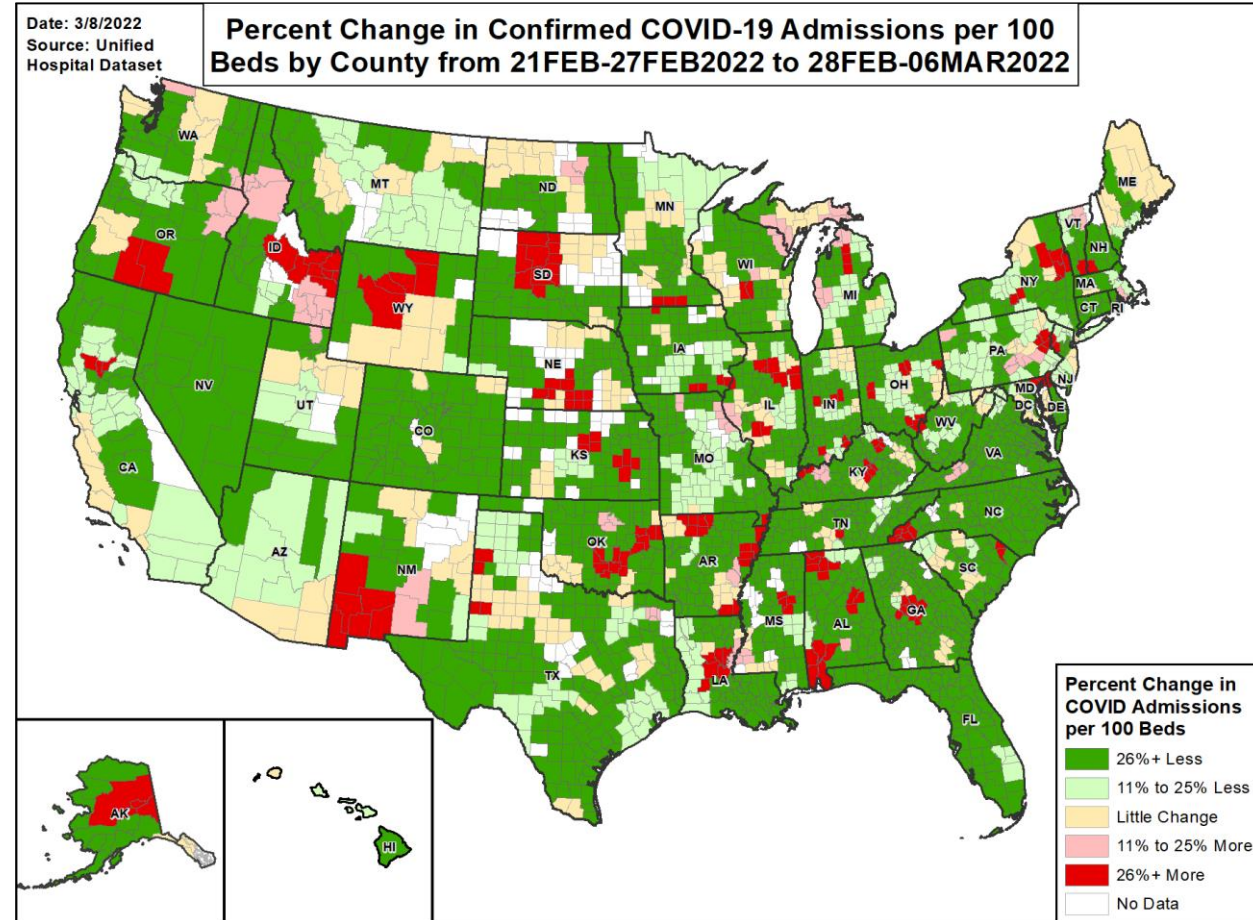 Date: 3/8/2022
Source: Unified
Hospital Dataset
Percent Change in Confirmed COVID-19 Admissions per 100
Beds by County from 21FEB-27FEB2022 to 28FEB-06MAR2022
WA
MT
ND
MN
ME
VT
NH
OR
ID
SD
WI
NY
MA
WY
MI
CT
RI
IA
PA
NE
NJ
NV
OH
MD
IL
IN
DE
UT
DC
WV
CO
CA
KS
MO
VA
KY
NC
TN
OK
AZ
NM
AR
SC
MS
AL
GA
TX
LA
FL
AK
HI
Percent Change in
COVID Admissions
per 100 Beds
26%+ Less
11% to 25% Less
Little Change
11% to 25% More
26%+ More
No Data